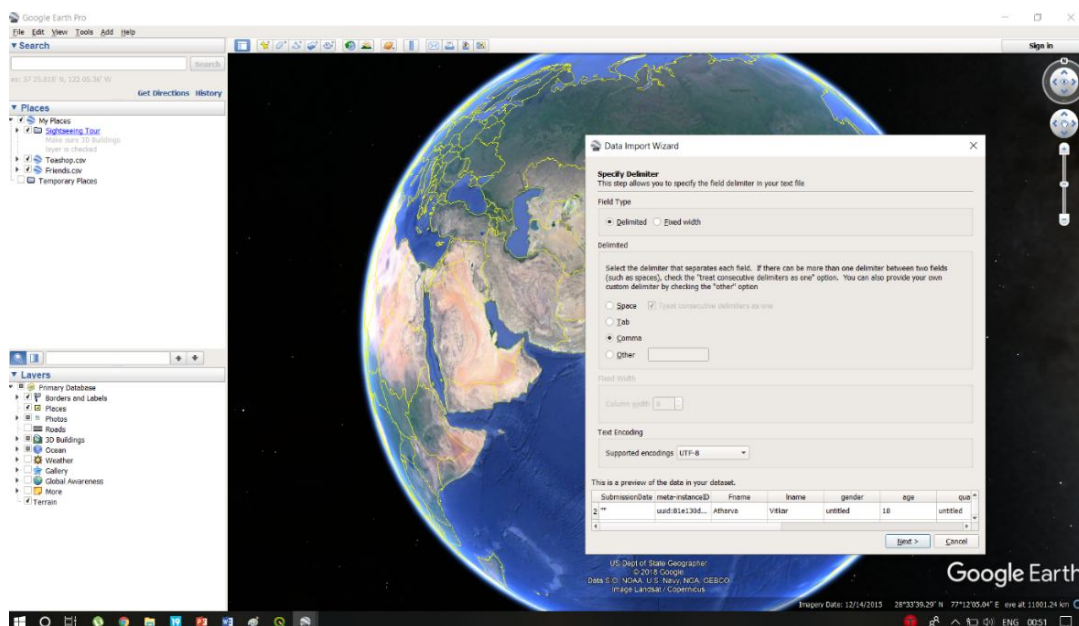 Google Earth Pro
File Edit View Tools Add Help
Search
Search
es: 37 25.818' N, 122 05.36' W
Get Directions History
Places
My Places
Sightseeing Tour
Make sure 3D Buildings
layer is checked
Teashop.csv
Friends.csv
Temporary Places
Layers
Primary Database
Borders and Labels
Places
Photos
Roads
3D Buildings
Ocean
Weather
Gallery
Global Awareness
More
Terrain
Sign in
N
Data Import Wizard
Specify Delimiter
This step allows you to specify the field delimiter in your text file
Field Type
Delimited Fixed width
Delimited
Select the delimiter that separates each field. If there can be more than one delimiter between two fields
(such as spaces), check the "treat consecutive delimiters as one" option. You can also provide your own
custom delimiter by checking the "other" option
Space Treat consecutive delimiters as one
Tab
Comma
Other
Fixed Width
Column width 8
Text Encoding
Supported encodings UTF-8
This is a preview of the data in your dataset.
SubmissionDate meta-instanceID Fname lname gender age qua
2 "" uuid:81e130d... Atharva Vitkar untitled 18 untitled
Next > Cancel
US Dept of State Geographer
© 2018 Google
Data SIO, NOAA, U.S. Navy, NGA, GEBCO
Image Landsat / Copernicus
Google Earth
Imagery Date: 12/14/2015 28°33'39.29" N 77°12'05.04" E eye alt 11001.24 km
ENG 00:51